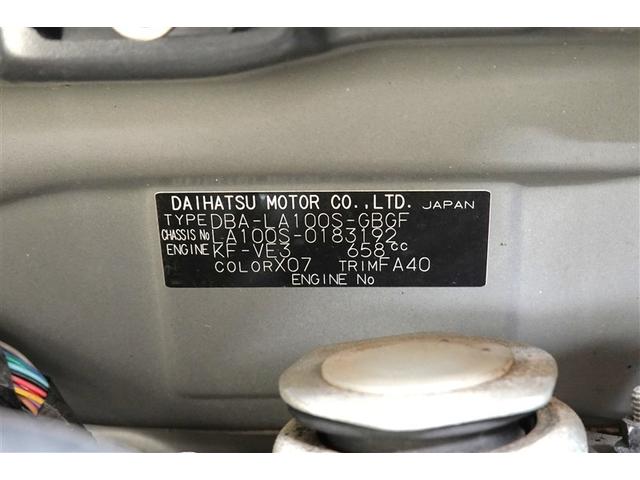 DAIHATSU MOTOR CO.,LTD. JAPAN
TYPE DBA-LA100S-GBGF
CHASSIS No LA100S-0183192
ENGINE KF-VE3 658cc
COLOR X07 TRIM FA40
ENGINE No